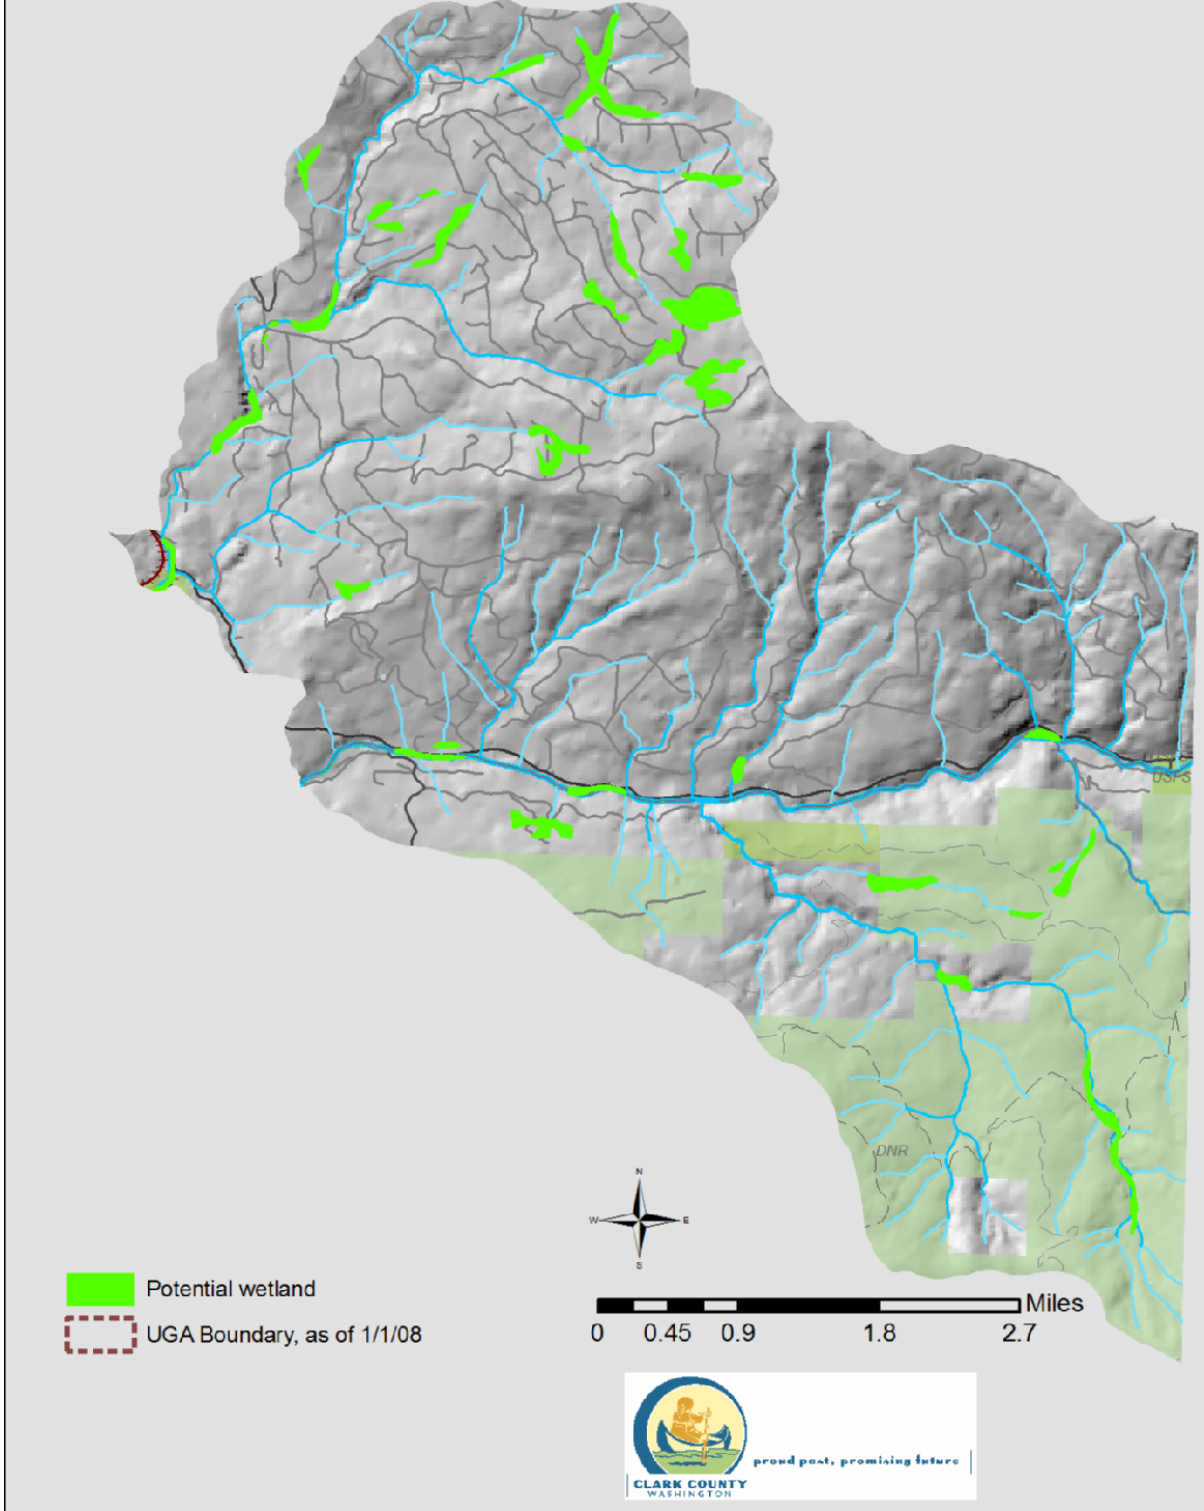 USFS
DNR
N
W E
S
Potential wetland
UGA Boundary, as of 1/1/08
Miles
0 0.45 0.9 1.8 2.7
proud past, promising future
CLARK COUNTY
WASHINGTON